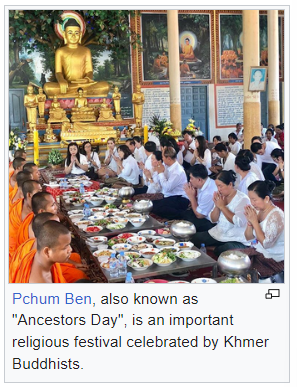 Pchum Ben, also known as
"Ancestors Day", is an important
religious festival celebrated by Khmer
Buddhists.